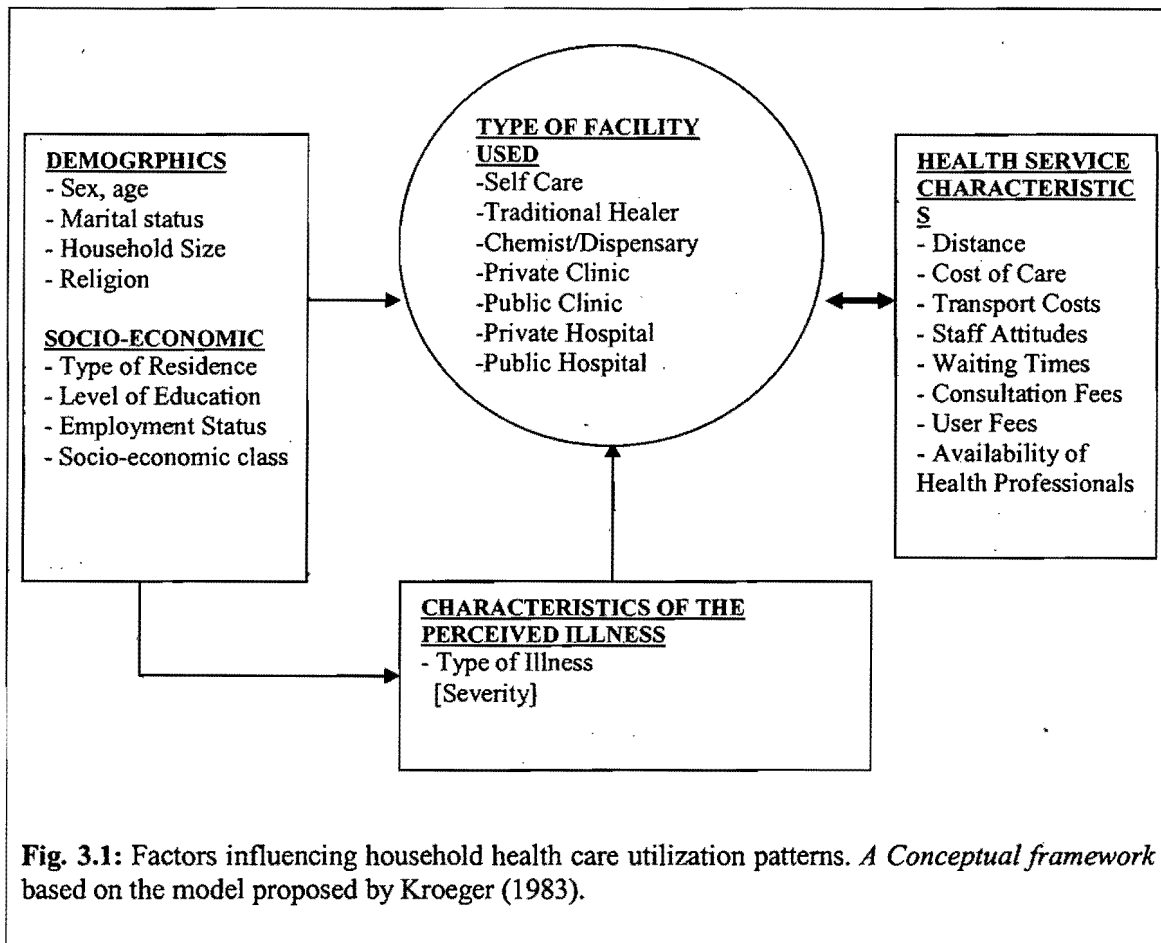 DEMOGRPHICS
- Sex, age
- Marital status
- Household Size
- Religion
SOCIO-ECONOMIC
- Type of Residence
- Level of Education
- Employment Status
- Socio-economic class
TYPE OF FACILITY
USED
-Self Care
-Traditional Healer
-Chemist/Dispensary
-Private Clinic
-Public Clinic
-Private Hospital
-Public Hospital
HEALTH SERVICE
CHARACTERISTIC
S
- Distance
- Cost of Care
- Transport Costs
- Staff Attitudes
- Waiting Times
- Consultation Fees
- User Fees
- Availability of
Health Professionals
CHARACTERISTICS OF THE
PERCEIVED ILLNESS
- Type of Illness
[Severity]
Fig. 3.1: Factors influencing household health care utilization patterns. A Conceptual framework
based on the model proposed by Kroeger (1983).